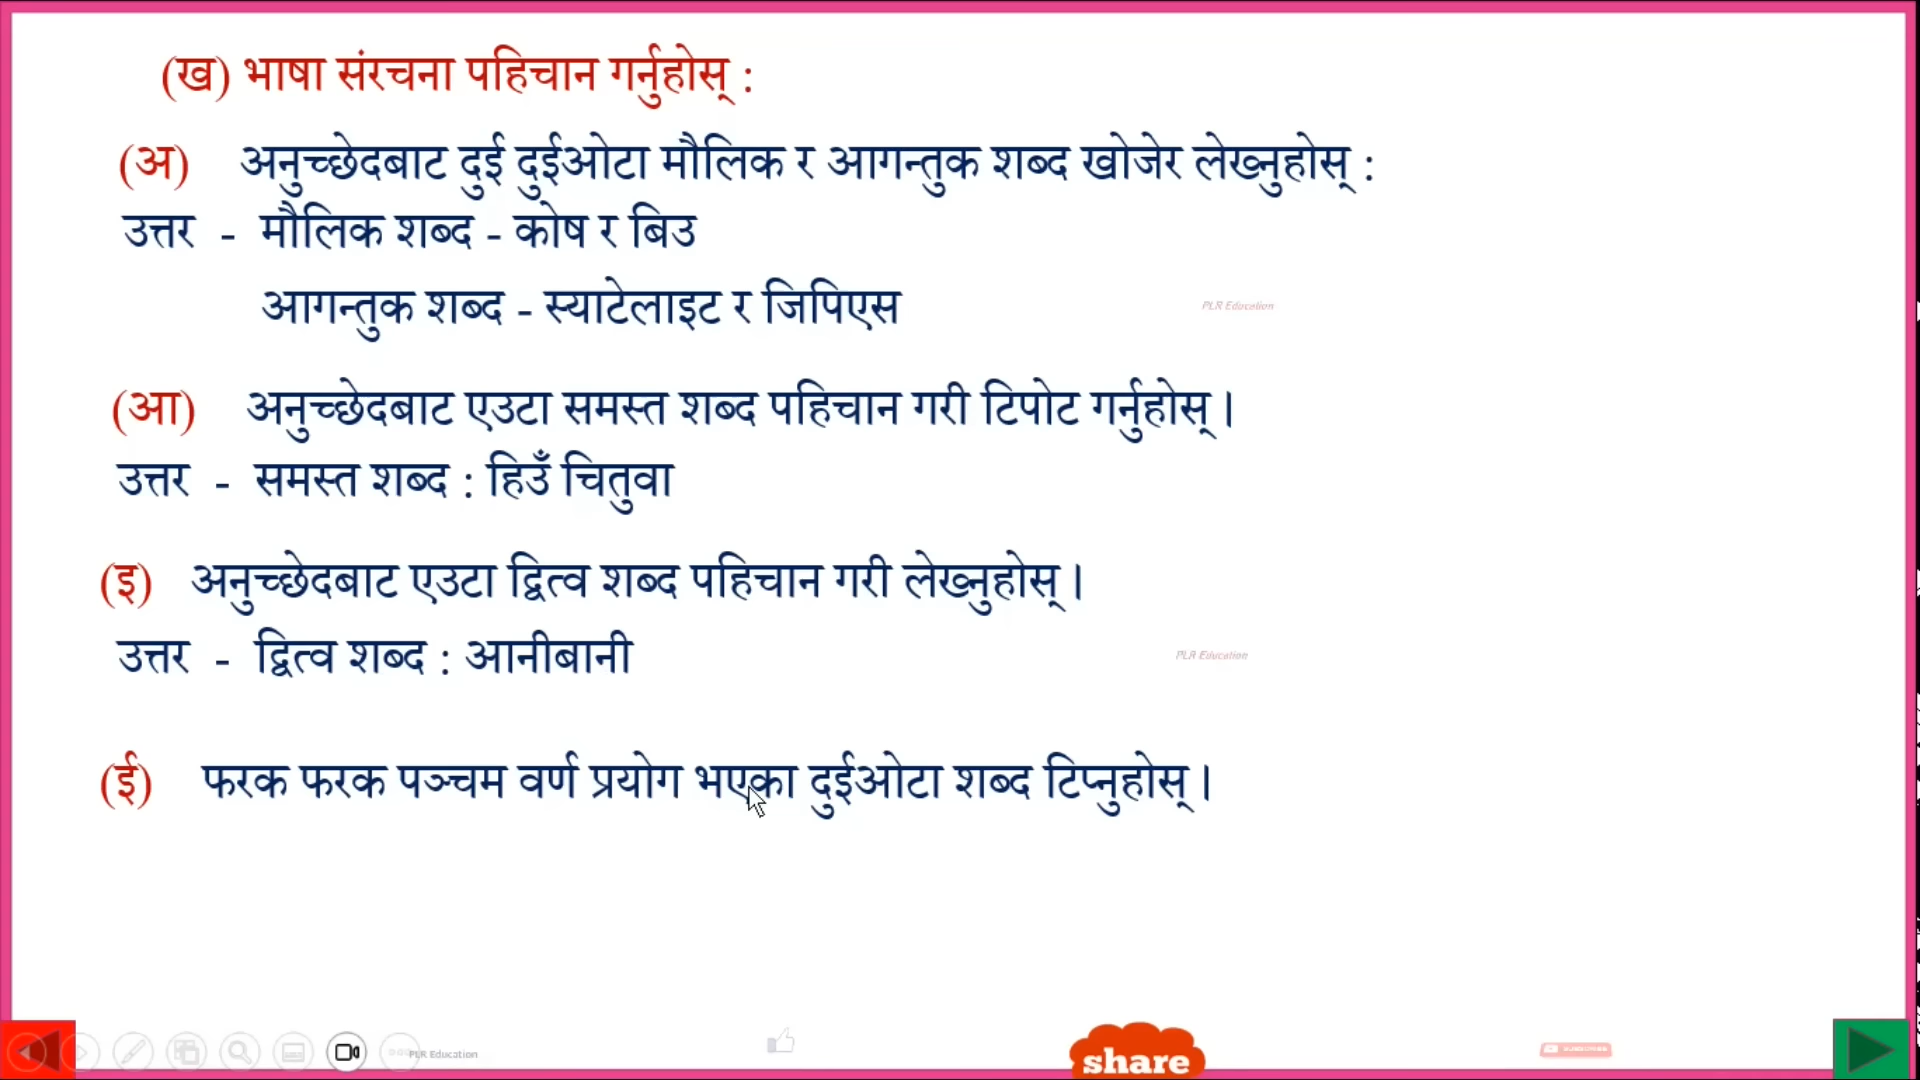 (ख) भाषा संरचना पहिचान गर्नुहोस् :
(अ) अनुच्छेदबाट दुई दुईओटा मौलिक र आगन्तुक शब्द खोजेर लेख्नुहोस् :
उत्तर - मौलिक शब्द - कोष र बिउ
आगन्तुक शब्द - स्याटेलाइट र जिपिएस
PLR Education
(आ) अनुच्छेदबाट एउटा समस्त शब्द पहिचान गरी टिपोट गर्नुहोस् ।
उत्तर - समस्त शब्द : हिउँ चितुवा
(इ) अनुच्छेदबाट एउटा द्वित्व शब्द पहिचान गरी लेख्नुहोस् ।
उत्तर - द्वित्व शब्द : आनीबानी
PLR Education
(ई) फरक फरक पञ्चम वर्ण प्रयोग भएका दुईओटा शब्द टिप्नुहोस् ।
PLR Education
share
SUBSCRIBE